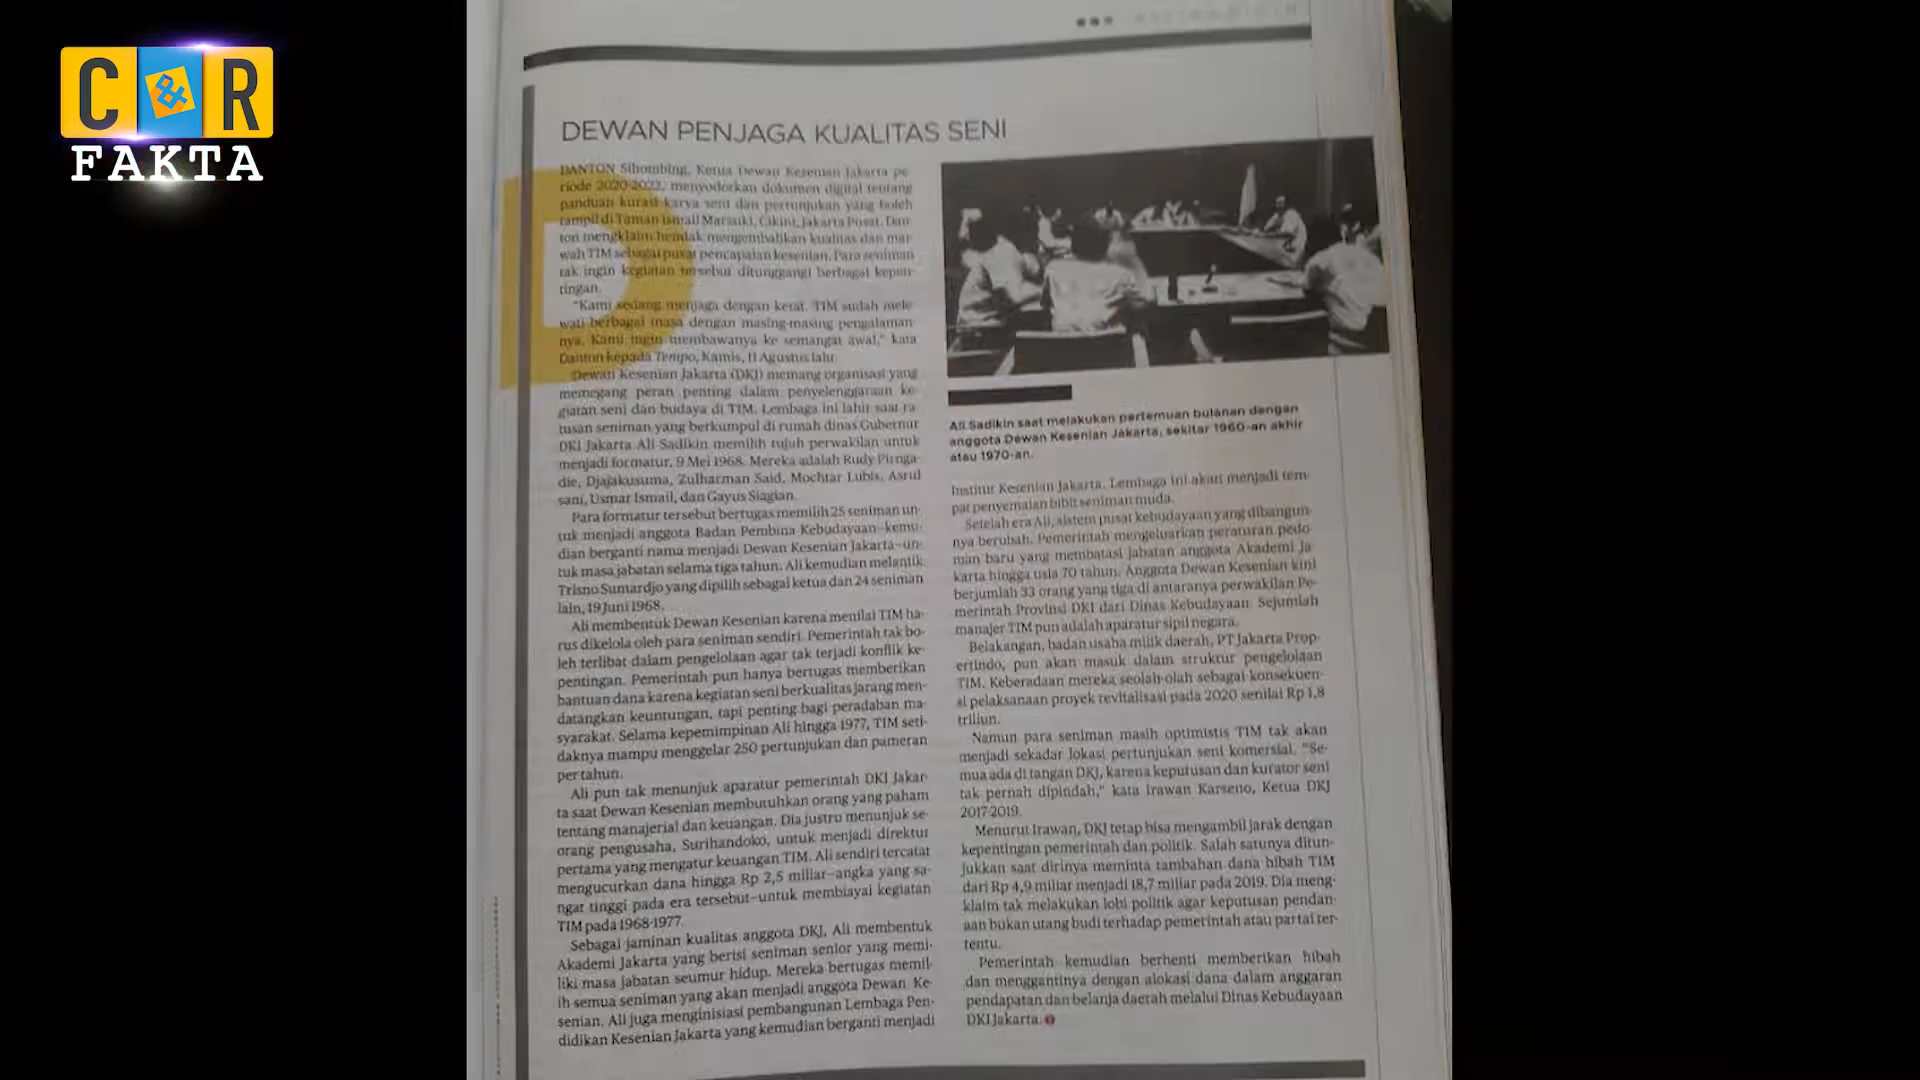 C&R
FAKTA
DEWAN PENJAGA KUALITAS SENI
DANTON Sihombing, Ketua Dewan Kesenian Jakarta pe-
riode 2020-2022, menyodorkan dokumen digital tentang
panduan kurasi karya seni dan pertunjukan yang boleh
tampil di Taman Ismail Marzuki, Cikini, Jakarta Pusat. Dan-
ton mengklaim hendak mengembalikan kualitas dan mar-
wah TIM sebagai pusat pencapaian kesenian. Para seniman
tak ingin kegiatan tersebut ditunggangi berbagai kepen-
tingan.
"Kami sedang menjaga dengan ketat. TIM sudah mele-
wati berbagai masa dengan masing-masing pengalaman-
nya. Kami ingin membawanya ke semangat awal," kata
Danton kepada Tempo, Kamis, 11 Agustus lalu.
Dewan Kesenian Jakarta (DKJ) memang organisasi yang
memegang peran penting dalam penyelenggaraan ke-
giatan seni dan budaya di TIM. Lembaga ini lahir saat ra-
tusan seniman yang berkumpul di rumah dinas Gubernur
DKI Jakarta Ali Sadikin memilih tujuh perwakilan untuk
menjadi formatur, 9 Mei 1968. Mereka adalah Rudy Pirnga-
die, Djajakusuma, Zulharman Said, Mochtar Lubis, Asrul
sani, Usmar Ismail, dan Gayus Siagian.
Para formatur tersebut bertugas memilih 25 seniman un-
tuk menjadi anggota Badan Pembina Kebudayaan–kemu-
dian berganti nama menjadi Dewan Kesenian Jakarta–un-
tuk masa jabatan selama tiga tahun. Ali kemudian melantik
Trisno Sumardjo yang dipilih sebagai ketua dan 24 seniman
lain, 19 Juni 1968.
Ali membentuk Dewan Kesenian karena menilai TIM ha-
rus dikelola oleh para seniman sendiri. Pemerintah tak bo-
leh terlibat dalam pengelolaan agar tak terjadi konflik ke-
pentingan. Pemerintah pun hanya bertugas memberikan
bantuan dana karena kegiatan seni berkualitas jarang men-
datangkan keuntungan, tapi penting bagi peradaban ma-
syarakat. Selama kepemimpinan Ali hingga 1977, TIM seti-
daknya mampu menggelar 250 pertunjukan dan pameran
per tahun.
Ali pun tak menunjuk aparatur pemerintah DKI Jakar-
ta saat Dewan Kesenian membutuhkan orang yang paham
tentang manajerial dan keuangan. Dia justru menunjuk se-
orang pengusaha, Surihandoko, untuk menjadi direktur
pertama yang mengatur keuangan TIM. Ali sendiri tercatat
mengucurkan dana hingga Rp 2,5 miliar–angka yang sa-
ngat tinggi pada era tersebut–untuk membiayai kegiatan
TIM pada 1968-1977.
Sebagai jaminan kualitas anggota DKJ, Ali membentuk
Akademi Jakarta yang berisi seniman senior yang memi-
liki masa jabatan seumur hidup. Mereka bertugas memil-
ih semua seniman yang akan menjadi anggota Dewan Ke-
senian. Ali juga menginisiasi pembangunan Lembaga Pen-
didikan Kesenian Jakarta yang kemudian berganti menjadi
Ali Sadikin saat melakukan pertemuan bulanan dengan
anggota Dewan Kesenian Jakarta, sekitar 1960-an akhir
atau 1970-an.
Institut Kesenian Jakarta. Lembaga ini akan menjadi tem-
pat penyemaian bibit seniman muda.
Setelah era Ali, sistem pusat kebudayaan yang dibangun-
nya berubah. Pemerintah mengeluarkan peraturan pedo-
man baru yang membatasi jabatan anggota Akademi Ja-
karta hingga usia 70 tahun. Anggota Dewan Kesenian kini
berjumlah 33 orang yang tiga di antaranya perwakilan Pe-
merintah Provinsi DKI dari Dinas Kebudayaan. Sejumlah
manajer TIM pun adalah aparatur sipil negara.
Belakangan, badan usaha milik daerah, PT Jakarta Prop-
ertindo, pun akan masuk dalam struktur pengelolaan
TIM. Keberadaan mereka seolah-olah sebagai konsekuen-
si pelaksanaan proyek revitalisasi pada 2020 senilai Rp 1,8
triliun.
Namun para seniman masih optimistis TIM tak akan
menjadi sekadar lokasi pertunjukan seni komersial. "Se-
mua ada di tangan DKJ, karena keputusan dan kurator seni
tak pernah dipindah," kata Irawan Karseno, Ketua DKJ
2017-2019.
Menurut Irawan, DKJ tetap bisa mengambil jarak dengan
kepentingan pemerintah dan politik. Salah satunya ditun-
jukkan saat dirinya meminta tambahan dana hibah TIM
dari Rp 4,9 miliar menjadi 18,7 miliar pada 2019. Dia meng-
klaim tak melakukan lobi politik agar keputusan pendan-
aan bukan utang budi terhadap pemerintah atau partai ter-
tentu.
Pemerintah kemudian berhenti memberikan hibah
dan menggantinya dengan alokasi dana dalam anggaran
pendapatan dan belanja daerah melalui Dinas Kebudayaan
DKI Jakarta.